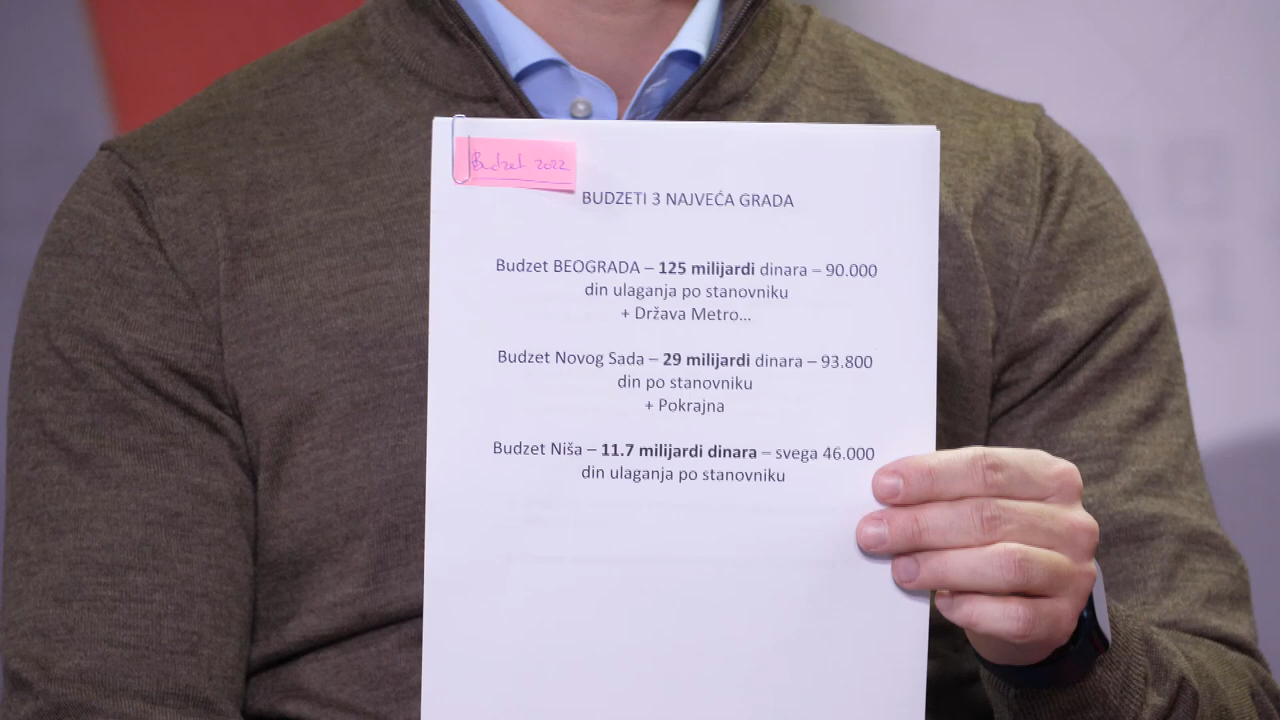 Budzet 2022
BUDZETI 3 NAJVEĆA GRADA
Budzet BEOGRADA – 125 milijardi dinara – 90.000
din ulaganja po stanovniku
+ Država Metro...
Budzet Novog Sada – 29 milijardi dinara – 93.800
din po stanovniku
+ Pokrajna
Budzet Niša – 11.7 milijardi dinara – svega 46.000
din ulaganja po stanovniku